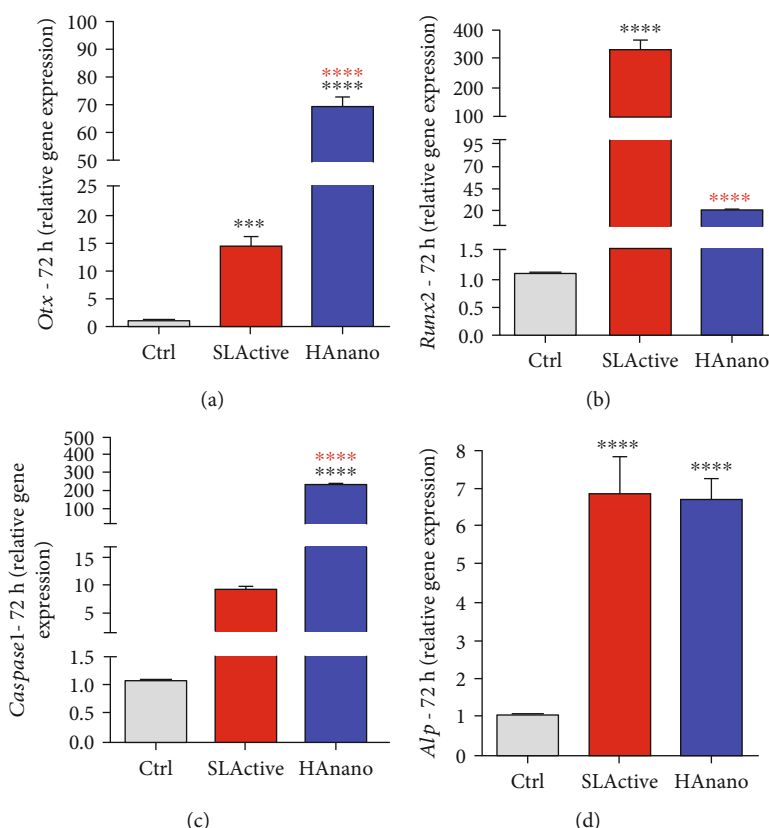 Otx - 72 h (relative gene expression)
100
90
80
70
60
50
25
20
15
10
5
0
***
****
****
Ctrl
SLActive
HAnano
(a)
Runx2 - 72 h (relative gene expression)
400
300
200
100
95
70
45
20
1.5
1.0
0.5
0.0
****
****
Ctrl
SLActive
HAnano
(b)
Caspase1- 72 h (relative gene
expression)
500
400
300
200
100
15
10
5
1.5
1.0
0.5
0.0
****
****
Ctrl
SLActive
HAnano
(c)
Alp - 72 h (relative gene expression)
8
7
6
5
4
3
2
1
0
****
****
Ctrl
SLActive
HAnano
(d)